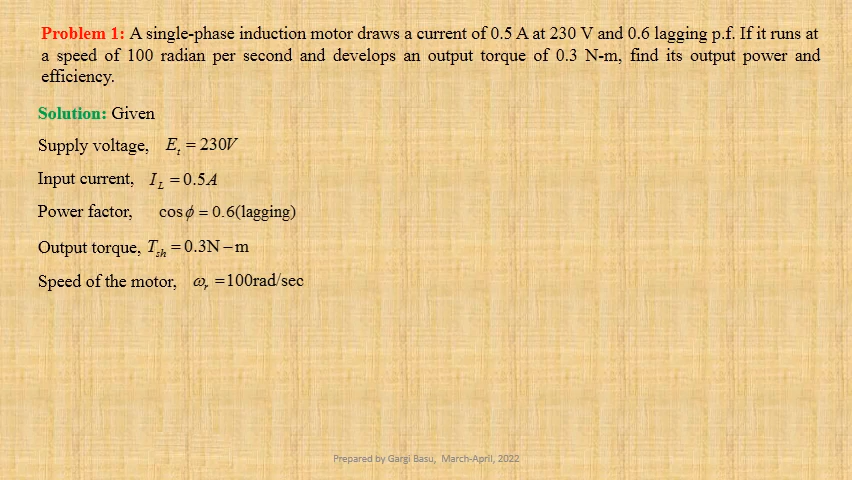 Problem 1: A single-phase induction motor draws a current of 0.5 A at 230 V and 0.6 lagging p.f. If it runs at
a speed of 100 radian per second and develops an output torque of 0.3 N-m, find its output power and
efficiency.
Solution: Given
Supply voltage, E_t = 230V
Input current, I_L = 0.5A
Power factor, cos ϕ = 0.6(lagging)
Output torque, T_sh = 0.3N – m
Speed of the motor, ω_r = 100rad/sec
Prepared by Gargi Basu, March-April, 2022